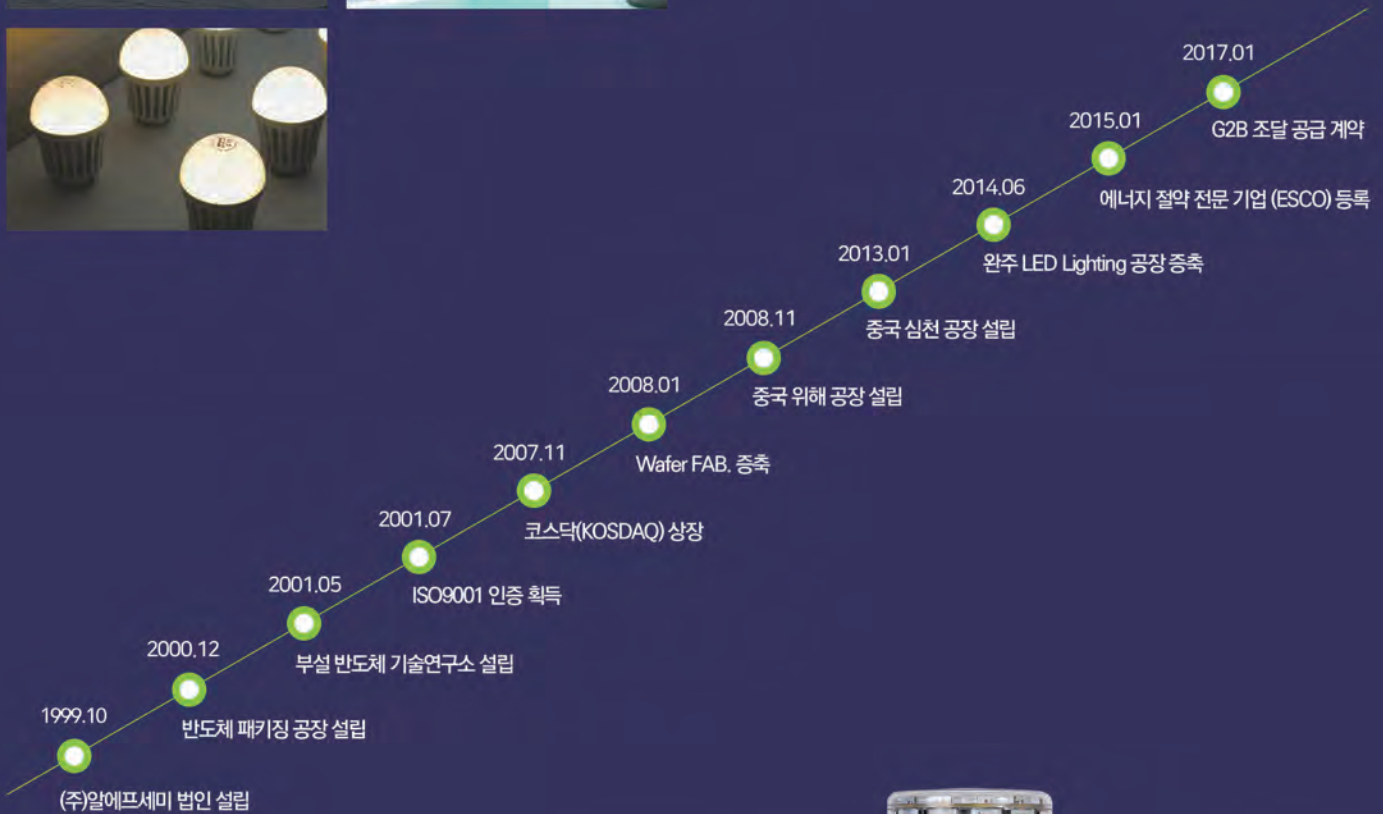 2017.01
G2B 조달 공급 계약
2015.01
에너지 절약 전문 기업 (ESCO) 등록
2014.06
완주 LED Lighting 공장 증축
2013.01
중국 심천 공장 설립
2008.11
중국 위해 공장 설립
2008.01
Wafer FAB. 증축
2007.11
코스닥(KOSDAQ) 상장
2001.07
ISO9001 인증 획득
2001.05
부설 반도체 기술연구소 설립
2000.12
반도체 패키징 공장 설립
1999.10
(주)알에프세미 법인 설립